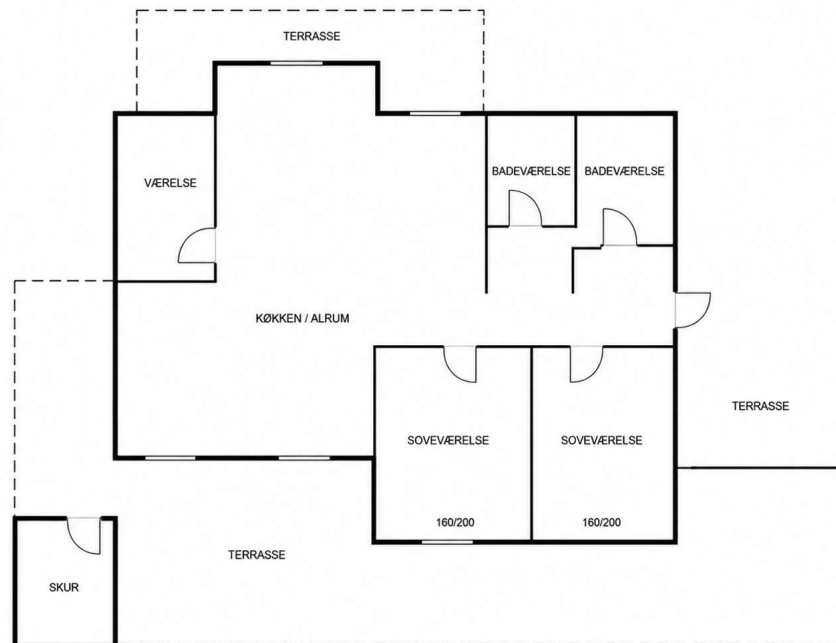 TERRASSE
VÆRELSE
BADEVÆRELSE
BADEVÆRELSE
KØKKEN / ALRUM
TERRASSE
SOVEVÆRELSE
SOVEVÆRELSE
160/200
160/200
TERRASSE
SKUR